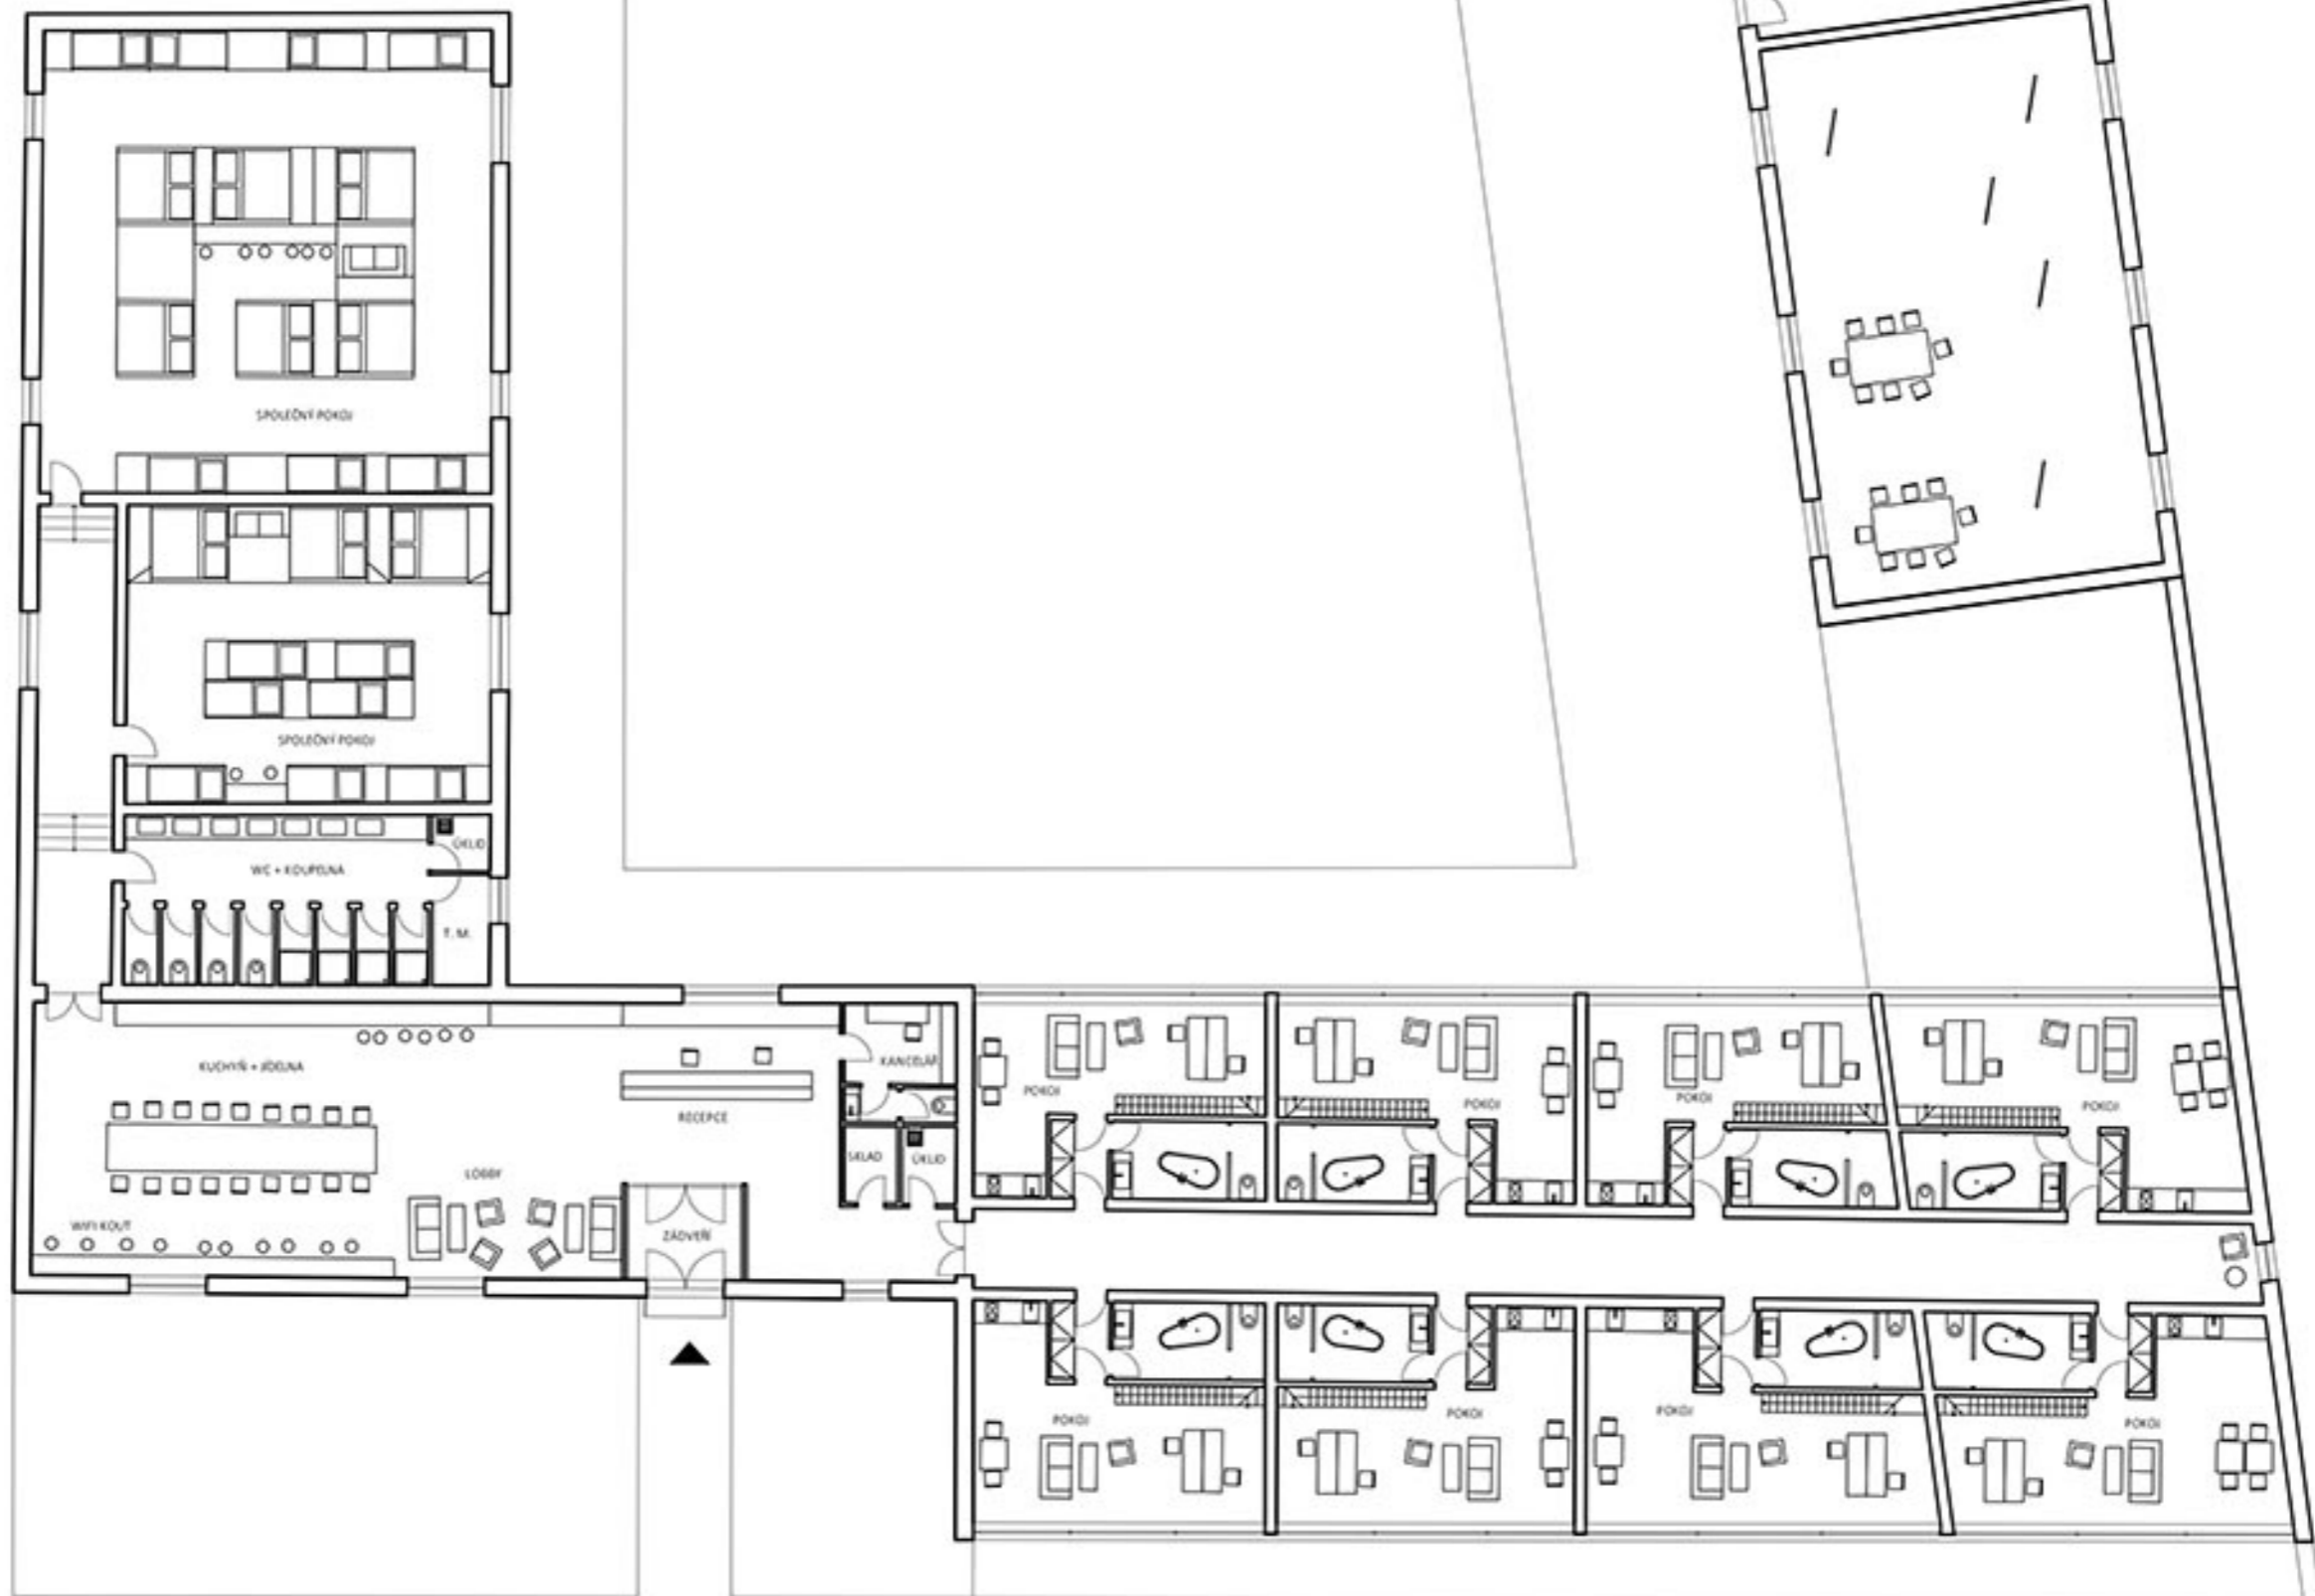 SPOLEČNÝ POKOJ
SPOLEČNÝ POKOJ
ÚKLID
WC + KOUPELNA
T. M.
KUCHYŇ + JÍDELNA
KANCELÁŘ
RECEPCE
SKLAD
ÚKLID
LOBBY
WIFI KOUT
ZÁDVEŘÍ
POKOJ
POKOJ
POKOJ
POKOJ
POKOJ
POKOJ
POKOJ
POKOJ